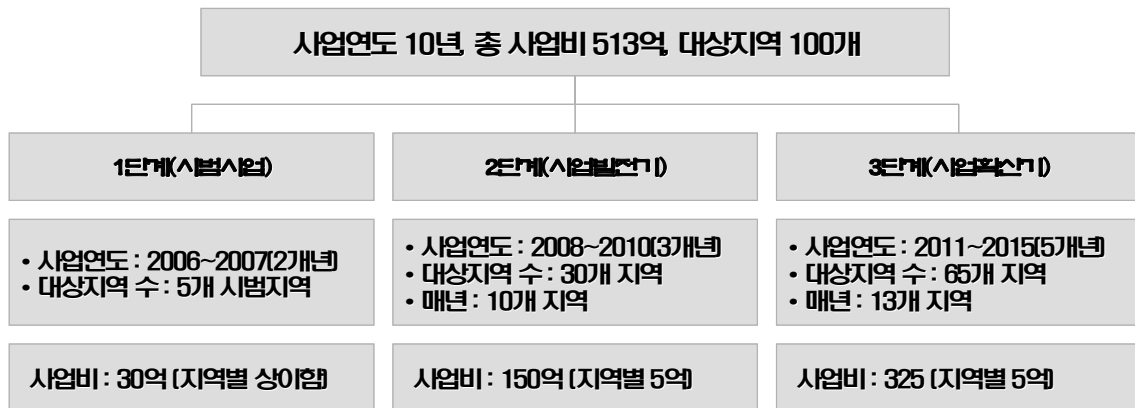 사업연도 10년, 총 사업비 513억, 대상지역 100개
1단계(시범사업)
2단계(사업발전기)
3단계(사업확산기)
• 사업연도 : 2006~2007(2개년)
• 대상지역 수 : 5개 시범지역
• 사업연도 : 2008~2010(3개년)
• 대상지역 수 : 30개 지역
• 매년 : 10개 지역
• 사업연도 : 2011~2015(5개년)
• 대상지역 수 : 65개 지역
• 매년 : 13개 지역
사업비 : 30억 (지역별 상이함)
사업비 : 150억 (지역별 5억)
사업비 : 325 (지역별 5억)